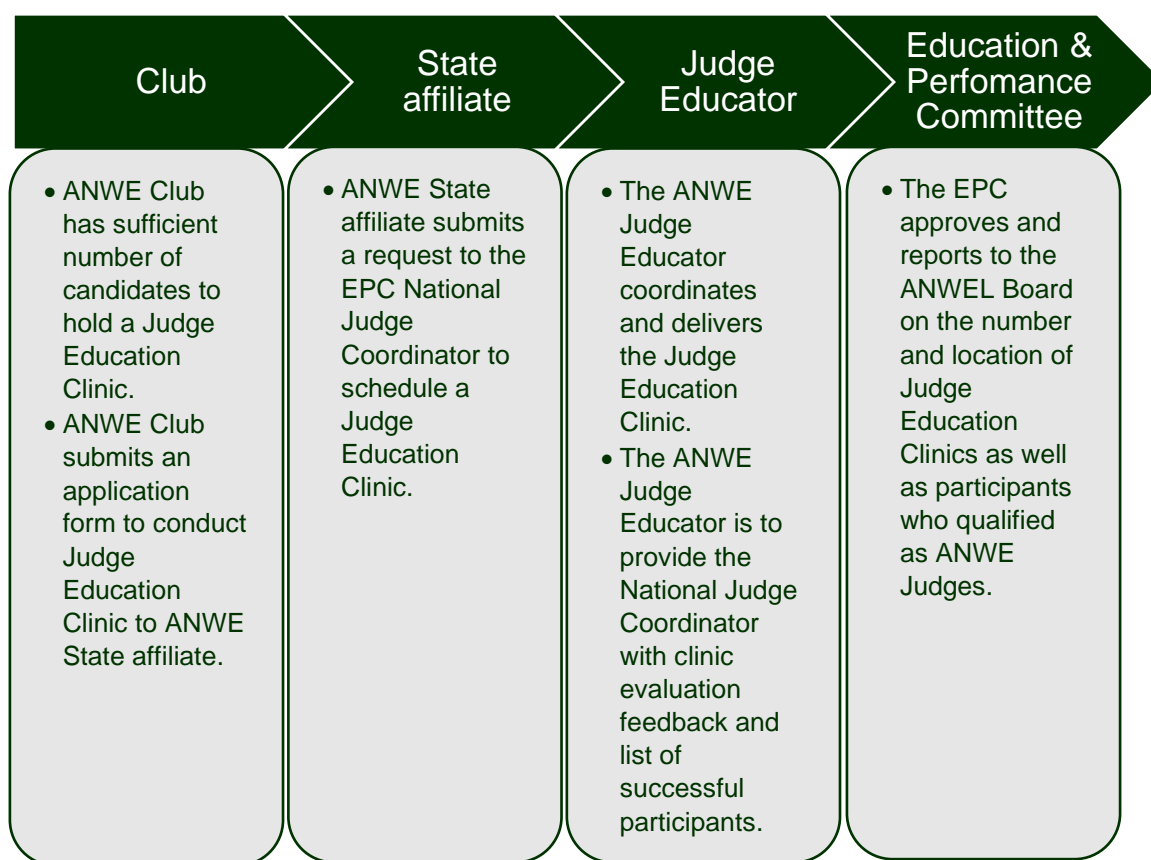 Club
State
affiliate
Judge
Educator
Education &
Perfomance
Committee
• ANWE Club
has sufficient
number of
candidates to
hold a Judge
Education
Clinic.
• ANWE Club
submits an
application
form to conduct
Judge
Education
Clinic to ANWE
State affiliate.
• ANWE State
affiliate submits
a request to the
EPC National
Judge
Coordinator to
schedule a
Judge
Education
Clinic.
• The ANWE
Judge
Educator
coordinates
and delivers
the Judge
Education
Clinic.
• The ANWE
Judge
Educator is to
provide the
National Judge
Coordinator
with clinic
evaluation
feedback and
list of
successful
participants.
• The EPC
approves and
reports to the
ANWEL Board
on the number
and location of
Judge
Education
Clinics as well
as participants
who qualified
as ANWE
Judges.